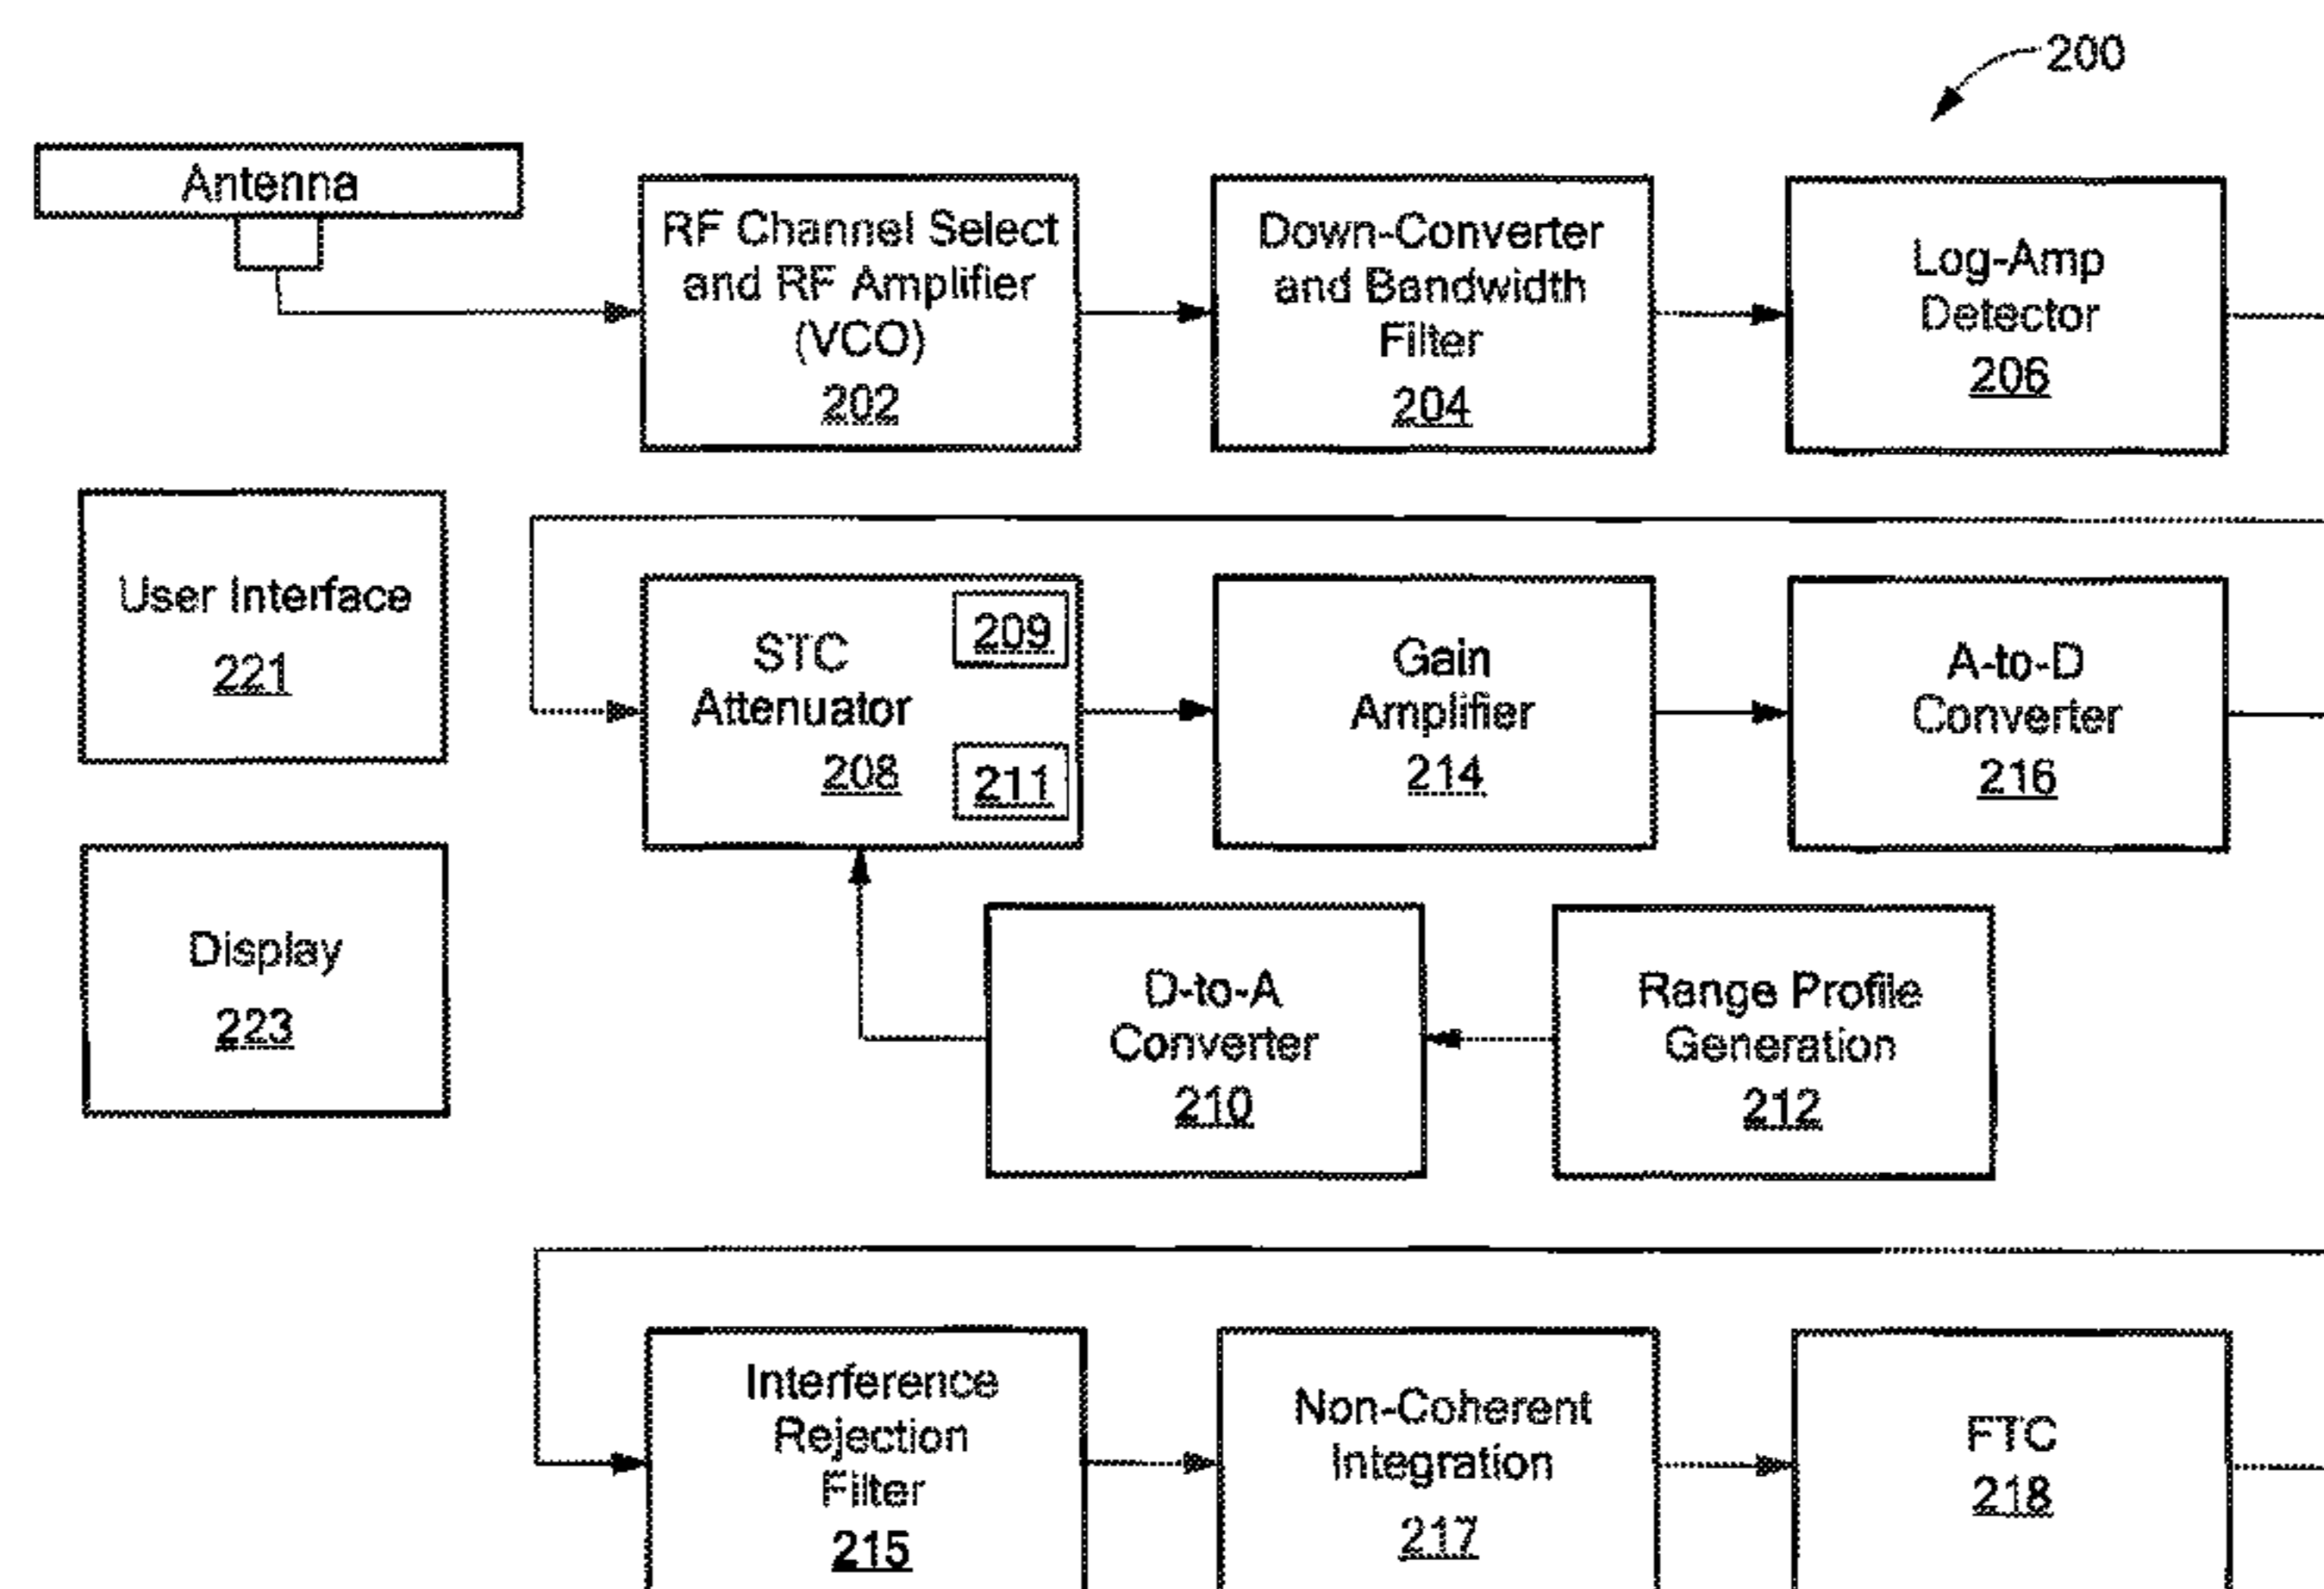 200
Antenna
RF Channel Select
and RF Amplifier
(VCO)
202
Down-Converter
and Bandwidth
Filter
204
Log-Amp
Detector
206
User Interface
221
STC
Attenuator
208
209
211
Gain
Amplifier
214
A-to-D
Converter
216
Display
223
D-to-A
Converter
210
Range Profile
Generation
212
Interference
Rejection
Filter
215
Non-Coherent
Integration
217
FTC
218